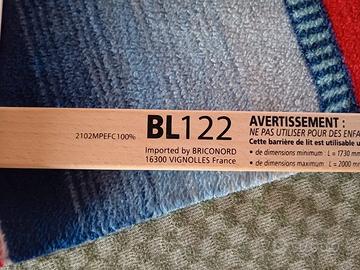 2102MPEFC100%
BL122
Imported by BRICONORD
16300 VIGNOLLES France
AVERTISSEMENT :
NE PAS UTILISER POUR DES ENFA
Cette barrière de lit est utilisable u
• de dimensions minimum : L = 1730 mm
• de dimensions maximum : L = 2000 m